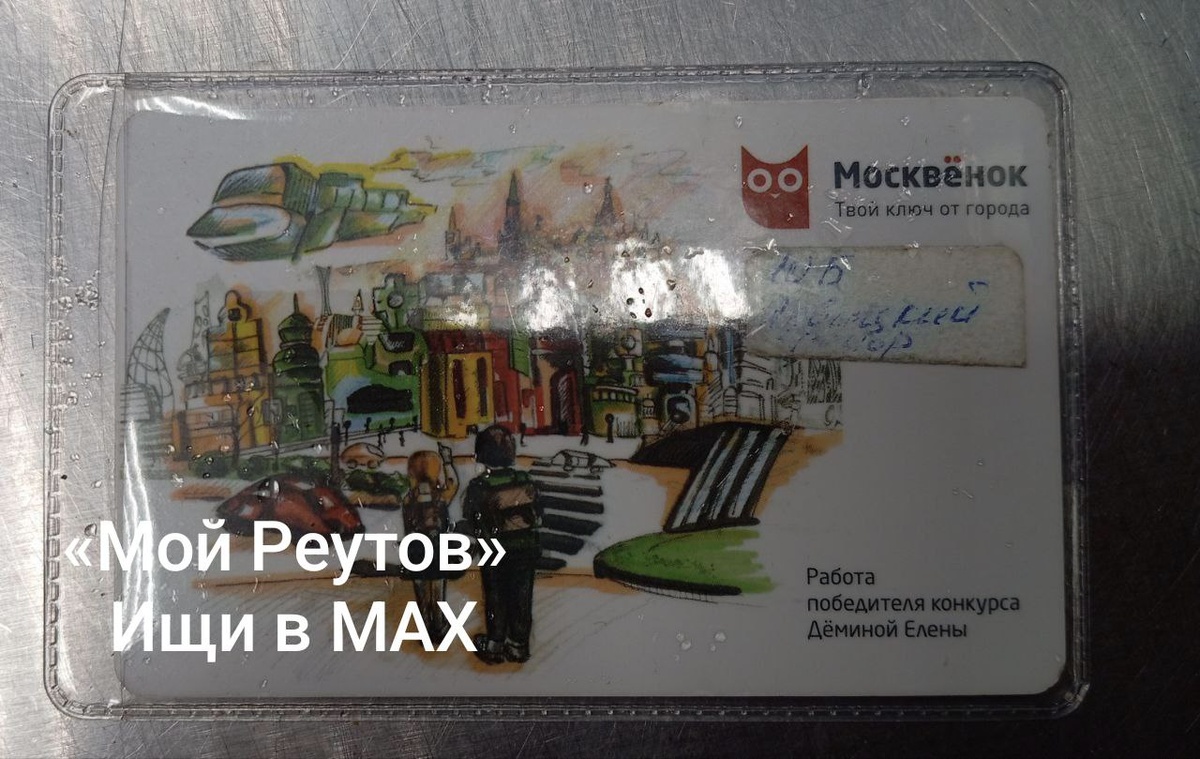 Москвёнок
Твой ключ от города
«Мой Реутов»
Ищи в MAX
Работа
победителя конкурса
Дёминой Елены